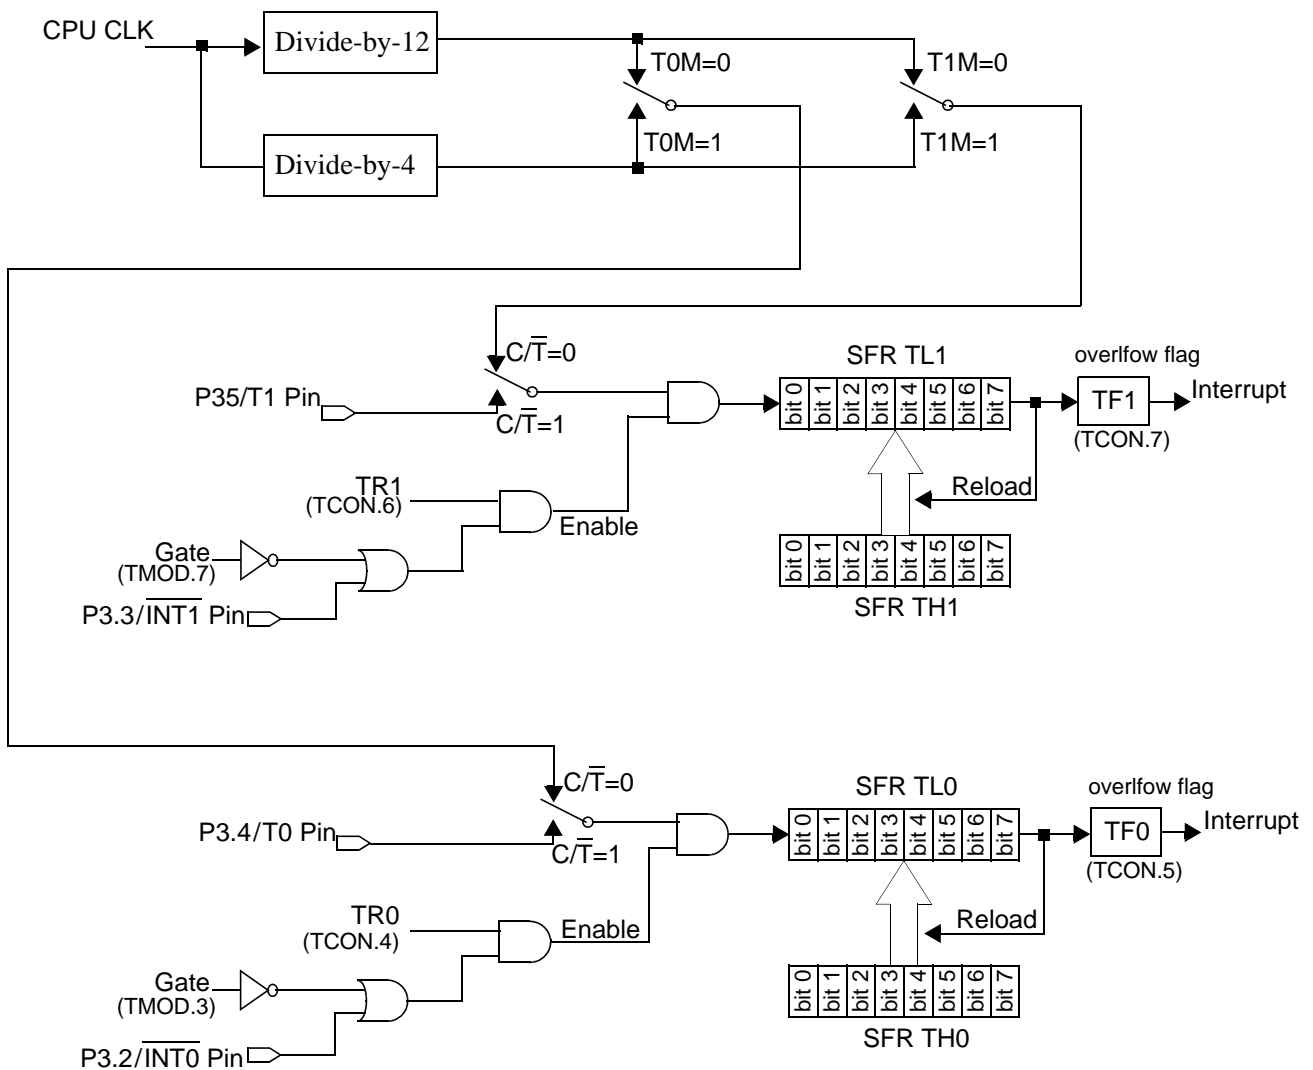 CPU CLK
Divide-by-12
T0M=0
T1M=0
T0M=1
T1M=1
Divide-by-4
C/T̅=0
SFR TL1
overlfow flag
P35/T1 Pin
bit 0 bit 1 bit 2 bit 3 bit 4 bit 5 bit 6 bit 7
TF1
Interrupt
C/T̅=1
(TCON.7)
TR1
(TCON.6)
Enable
Reload
Gate
(TMOD.7)
bit 0 bit 1 bit 2 bit 3 bit 4 bit 5 bit 6 bit 7
P3.3/I̅N̅T̅1̅ Pin
SFR TH1
C/T̅=0
SFR TL0
overlfow flag
P3.4/T0 Pin
bit 0 bit 1 bit 2 bit 3 bit 4 bit 5 bit 6 bit 7
TF0
Interrupt
C/T̅=1
(TCON.5)
TR0
(TCON.4)
Enable
Reload
Gate
(TMOD.3)
bit 0 bit 1 bit 2 bit 3 bit 4 bit 5 bit 6 bit 7
P3.2/I̅N̅T̅0̅ Pin
SFR TH0